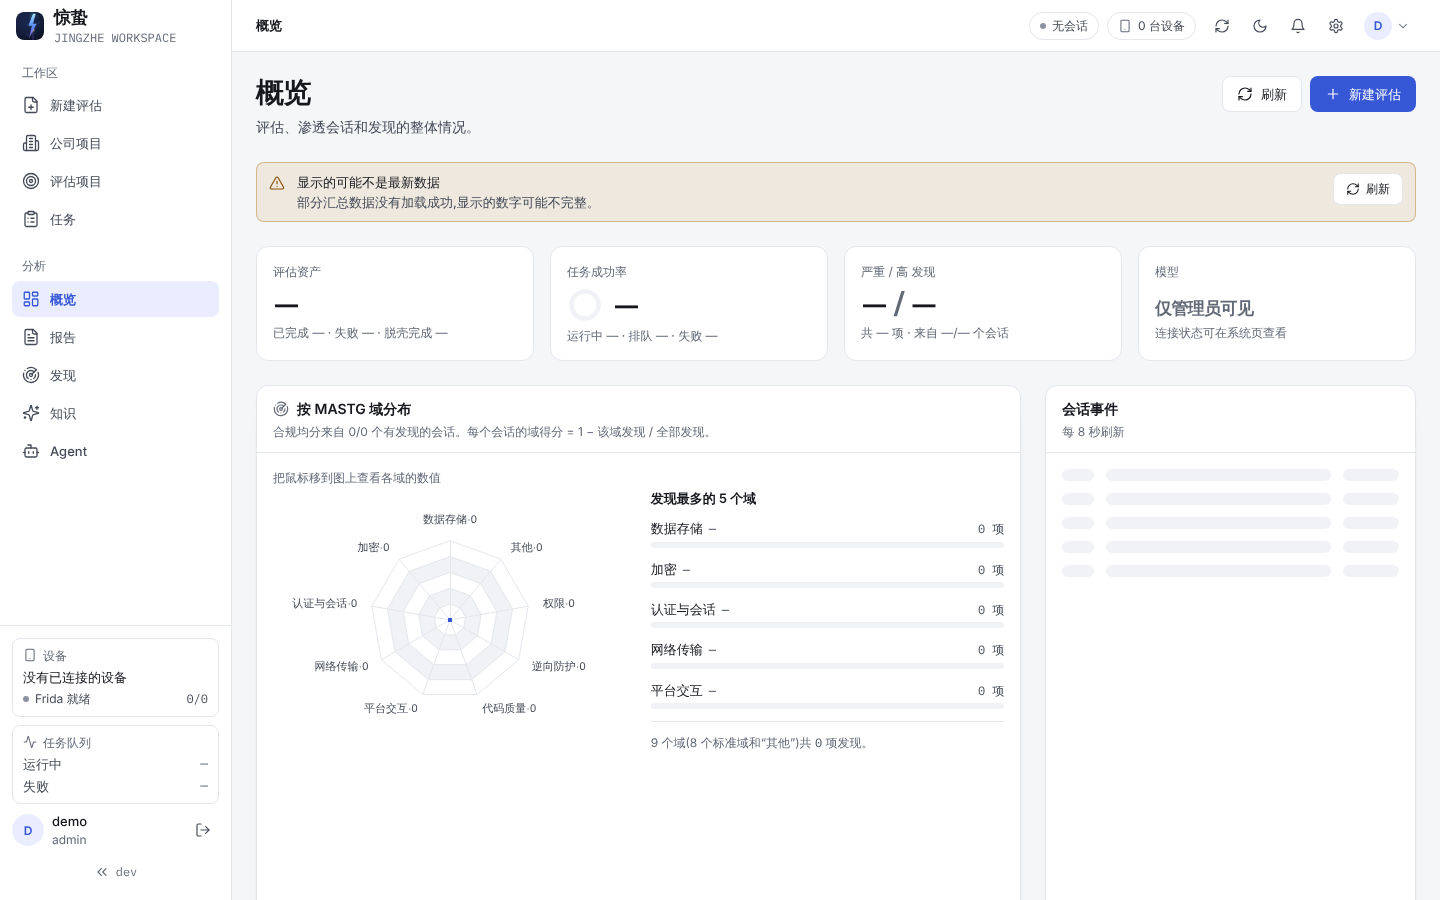 惊蛰
JINGZHE WORKSPACE
工作区
新建评估
公司项目
评估项目
任务
分析
概览
报告
发现
知识
Agent
设备
没有已连接的设备
Frida 就绪 0/0
任务队列
运行中 —
失败 —
D demo
admin
dev
概览
无会话
0 台设备
D
概览
评估、渗透会话和发现的整体情况。
刷新
新建评估
显示的可能不是最新数据
部分汇总数据没有加载成功,显示的数字可能不完整。
刷新
评估资产
—
已完成 — · 失败 — · 脱壳完成 —
任务成功率
—
运行中 — · 排队 — · 失败 —
严重 / 高 发现
— / —
共 — 项 · 来自 —/— 个会话
模型
仅管理员可见
连接状态可在系统页查看
按 MASTG 域分布
合规均分来自 0/0 个有发现的会话。每个会话的域得分 = 1 − 该域发现 / 全部发现。
把鼠标移到图上查看各域的数值
数据存储·0
其他·0
权限·0
逆向防护·0
代码质量·0
平台交互·0
网络传输·0
认证与会话·0
加密·0
发现最多的 5 个域
数据存储 — 0 项
加密 — 0 项
认证与会话 — 0 项
网络传输 — 0 项
平台交互 — 0 项
9 个域(8 个标准域和“其他”)共 0 项发现。
会话事件
每 8 秒刷新